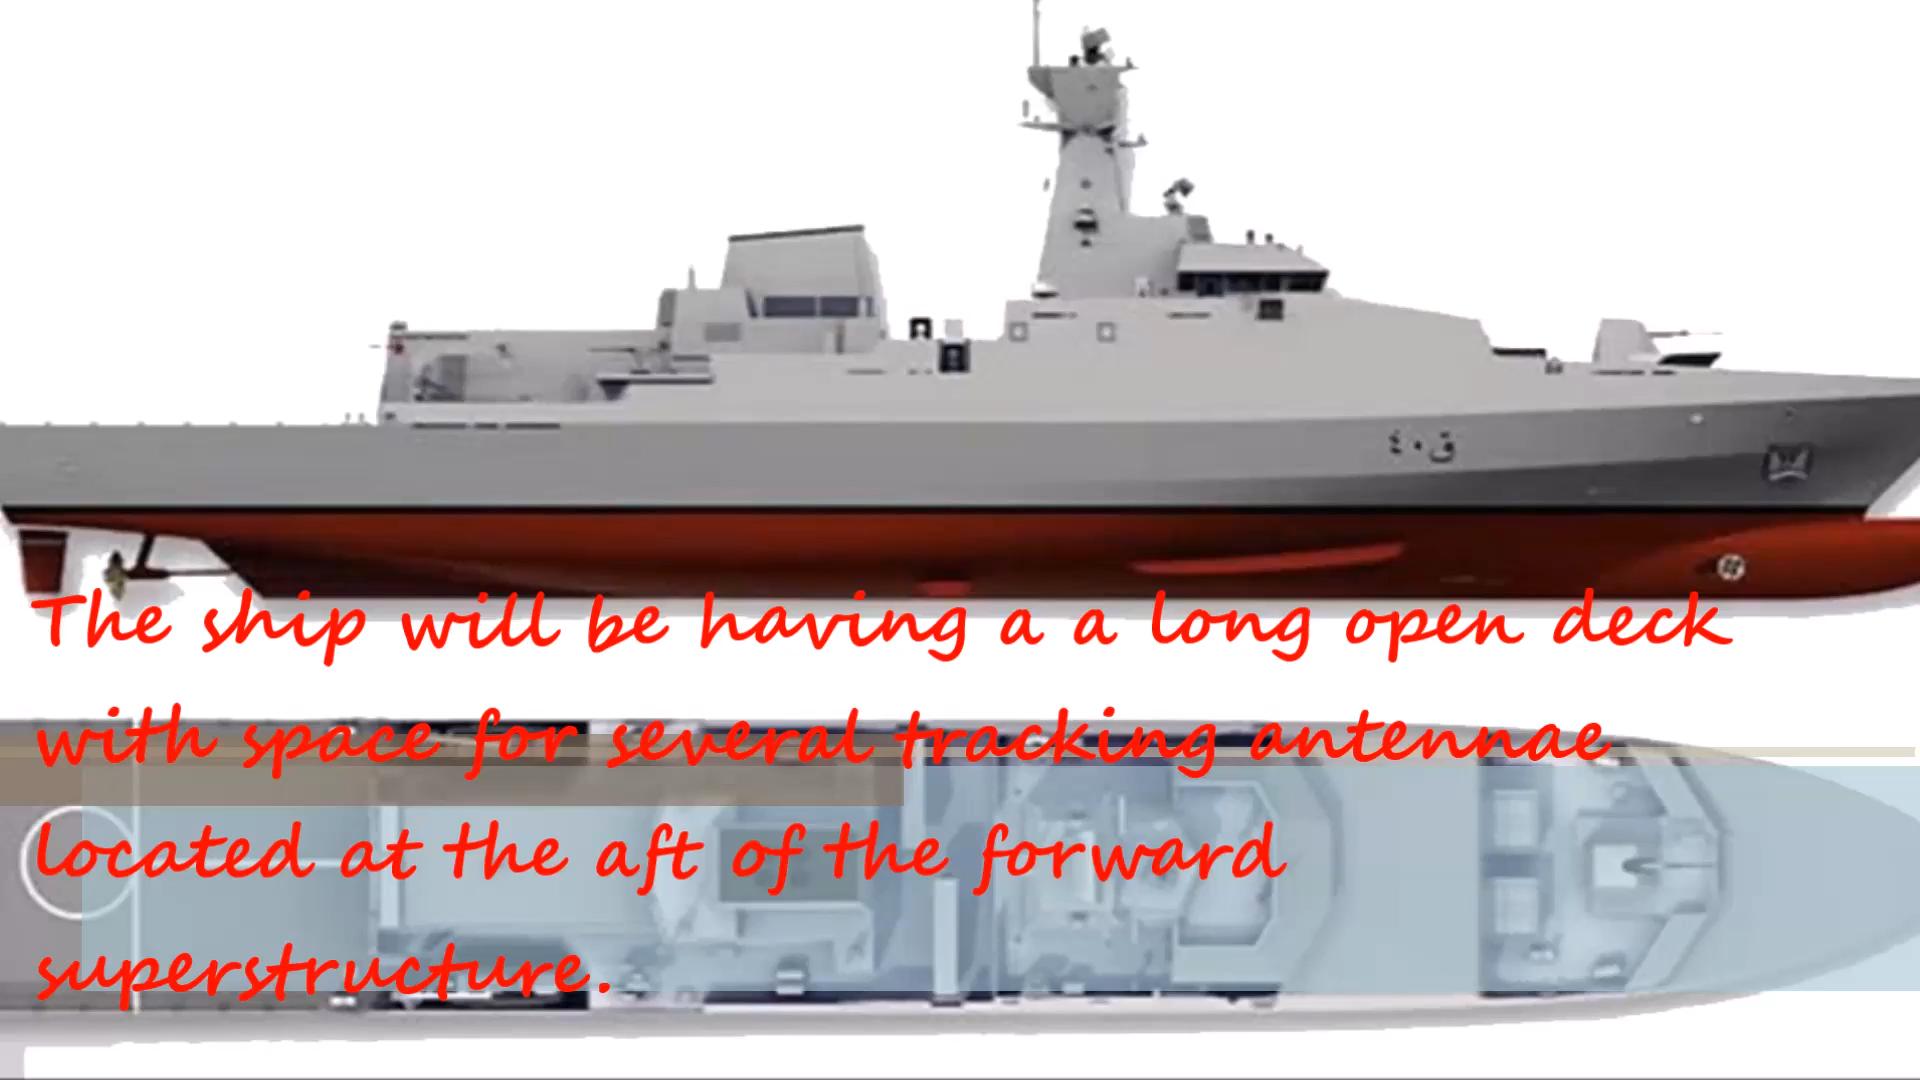 ق٤٠
The ship will be having a a long open deck
with space for several tracking antennae
located at the aft of the forward
superstructure.